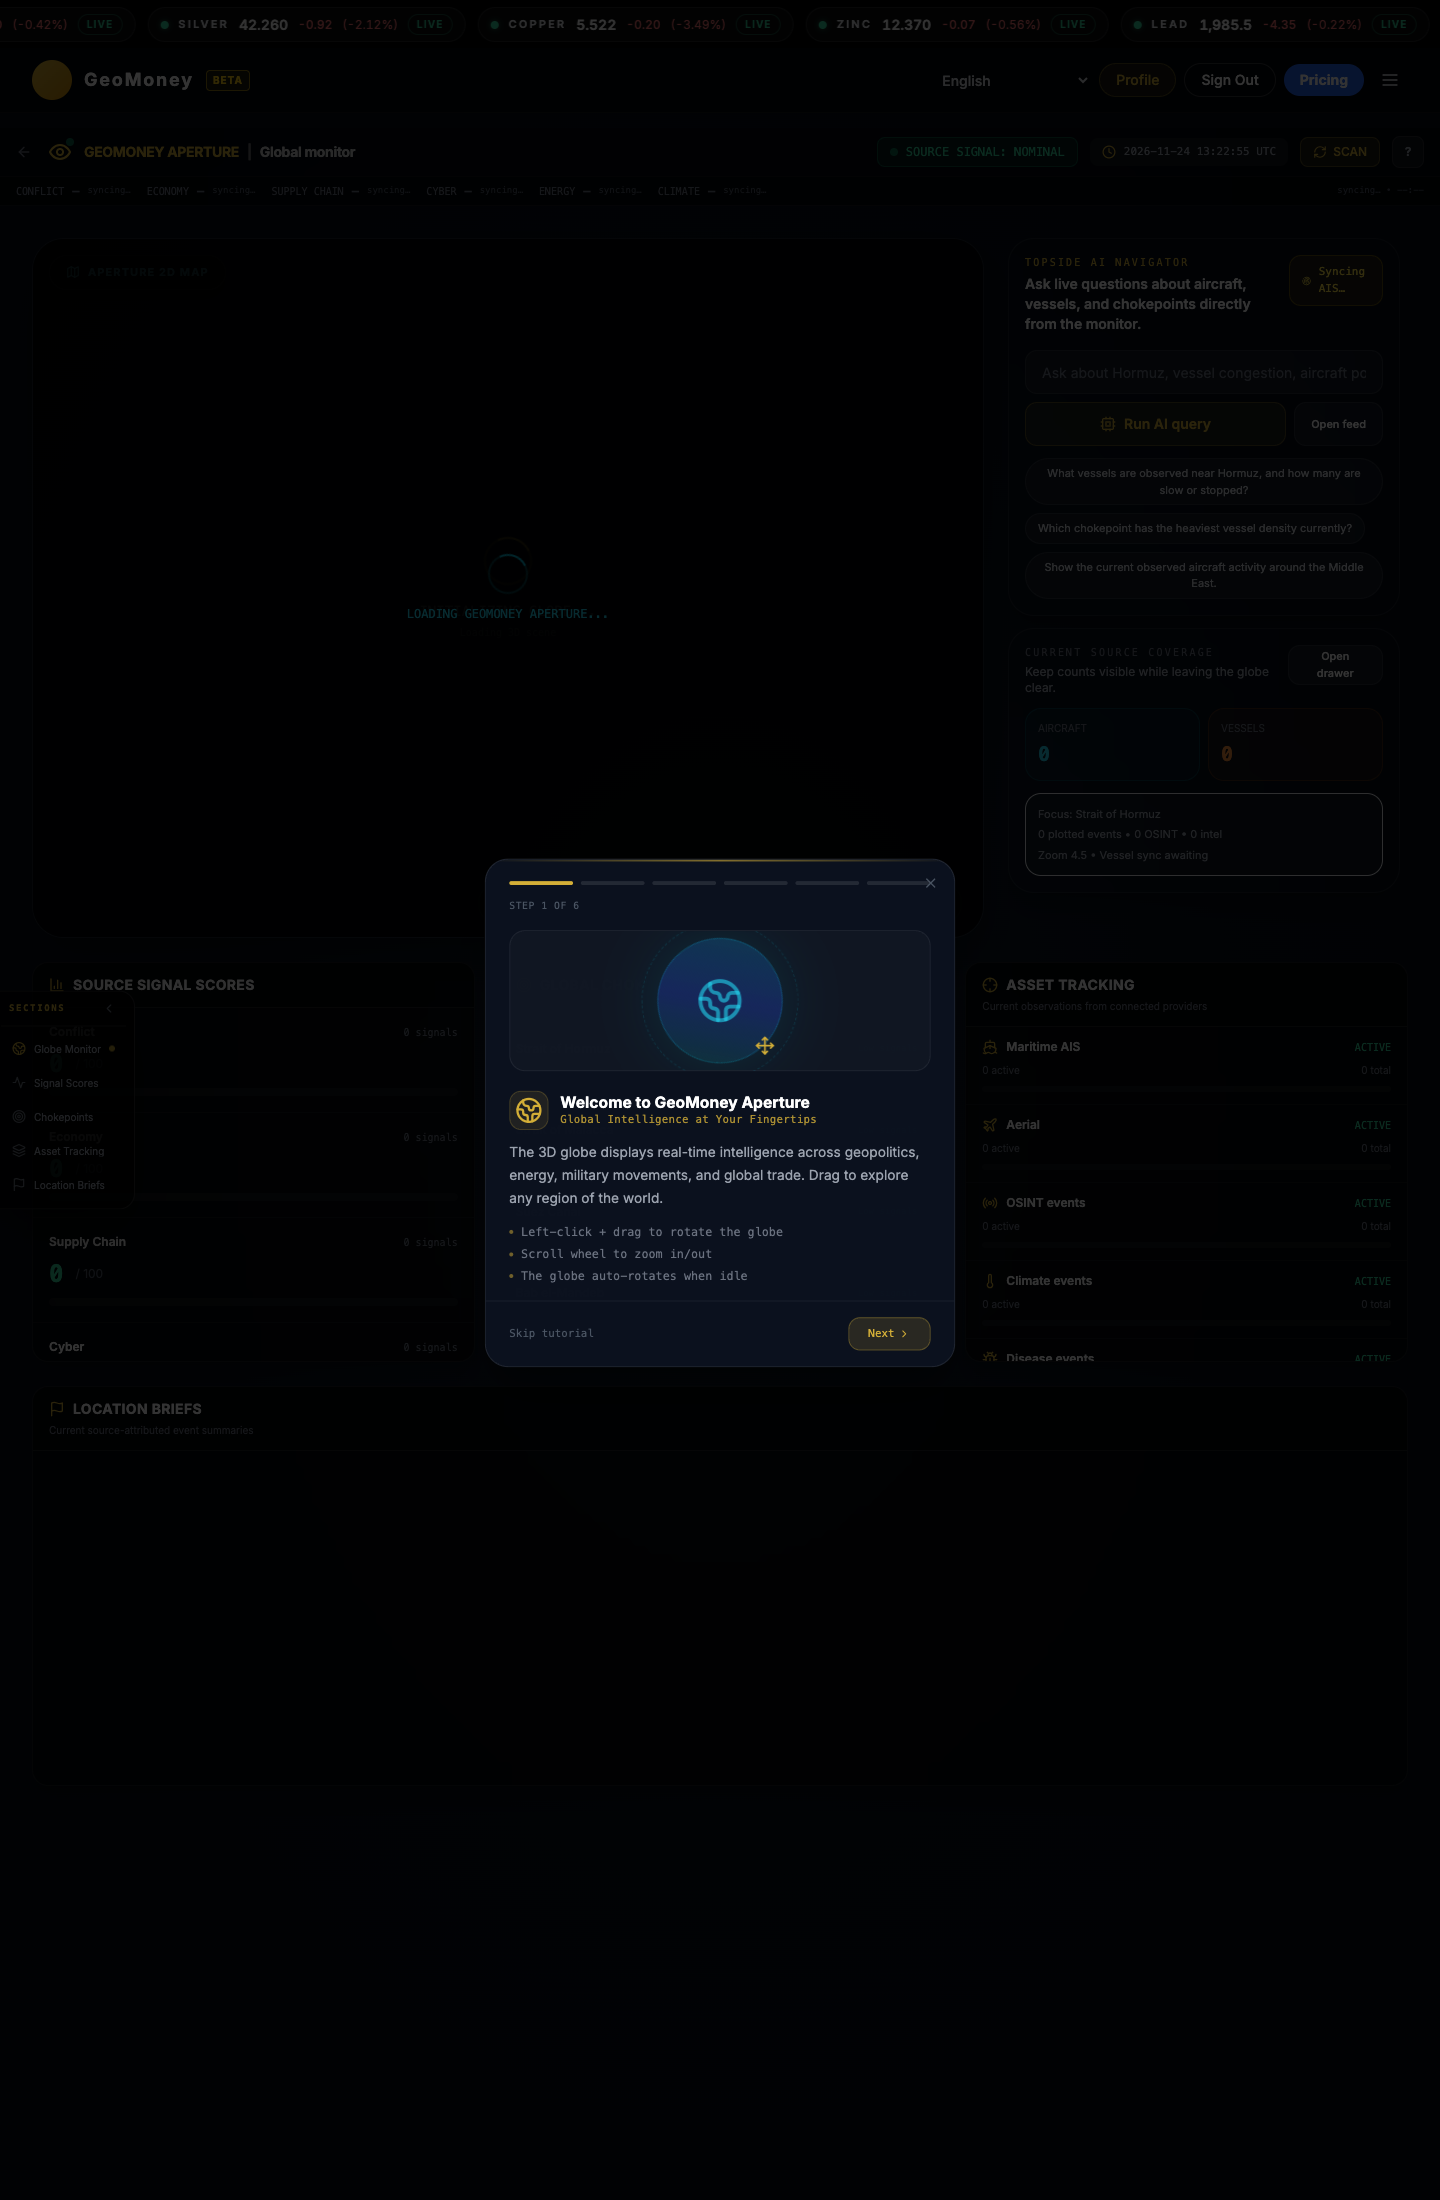 (-0.42%) LIVE SILVER 42.260 -0.92 (-2.12%) LIVE COPPER 5.522 -0.20 (-3.49%) LIVE ZINC 12.370 -0.07 (-0.56%) LIVE LEAD 1,985.5 -4.35 (-0.22%) LIVE
GeoMoney BETA English Profile Sign Out Pricing
GEOMONEY APERTURE | Global monitor SOURCE SIGNAL: NOMINAL 2026-11-24 13:22:55 UTC SCAN ?
CONFLICT — syncing… ECONOMY — syncing… SUPPLY CHAIN — syncing… CYBER — syncing… ENERGY — syncing… CLIMATE — syncing… syncing… • --:--
APERTURE 2D MAP
LOADING GEOMONEY APERTURE...
TOPSIDE AI NAVIGATOR
Ask live questions about aircraft,
vessels, and chokepoints directly
from the monitor.
Syncing
AIS…
Ask about Hormuz, vessel congestion, aircraft pc
Run AI query
Open feed
What vessels are observed near Hormuz, and how many are
slow or stopped?
Which chokepoint has the heaviest vessel density currently?
Show the current observed aircraft activity around the Middle
East.
CURRENT SOURCE COVERAGE
Keep counts visible while leaving the globe
clear.
Open
drawer
AIRCRAFT
0
VESSELS
0
Focus: Strait of Hormuz
0 plotted events • 0 OSINT • 0 intel
Zoom 4.5 • Vessel sync awaiting
STEP 1 OF 6
Welcome to GeoMoney Aperture
Global Intelligence at Your Fingertips
The 3D globe displays real-time intelligence across geopolitics,
energy, military movements, and global trade. Drag to explore
any region of the world.
• Left-click + drag to rotate the globe
• Scroll wheel to zoom in/out
• The globe auto-rotates when idle
Skip tutorial
Next
SECTIONS
Globe Monitor
Signal Scores
Chokepoints
Asset Tracking
Location Briefs
SOURCE SIGNAL SCORES
Conflict 0 signals
0
Economy 0 signals
0
Supply Chain 0 signals
0 / 100
Cyber 0 signals
ASSET TRACKING
Current observations from connected providers
Maritime AIS ACTIVE
0 active 0 total
Aerial ACTIVE
0 active 0 total
OSINT events ACTIVE
0 active 0 total
Climate events ACTIVE
0 active 0 total
Disease events ACTIVE
LOCATION BRIEFS
Current source-attributed event summaries